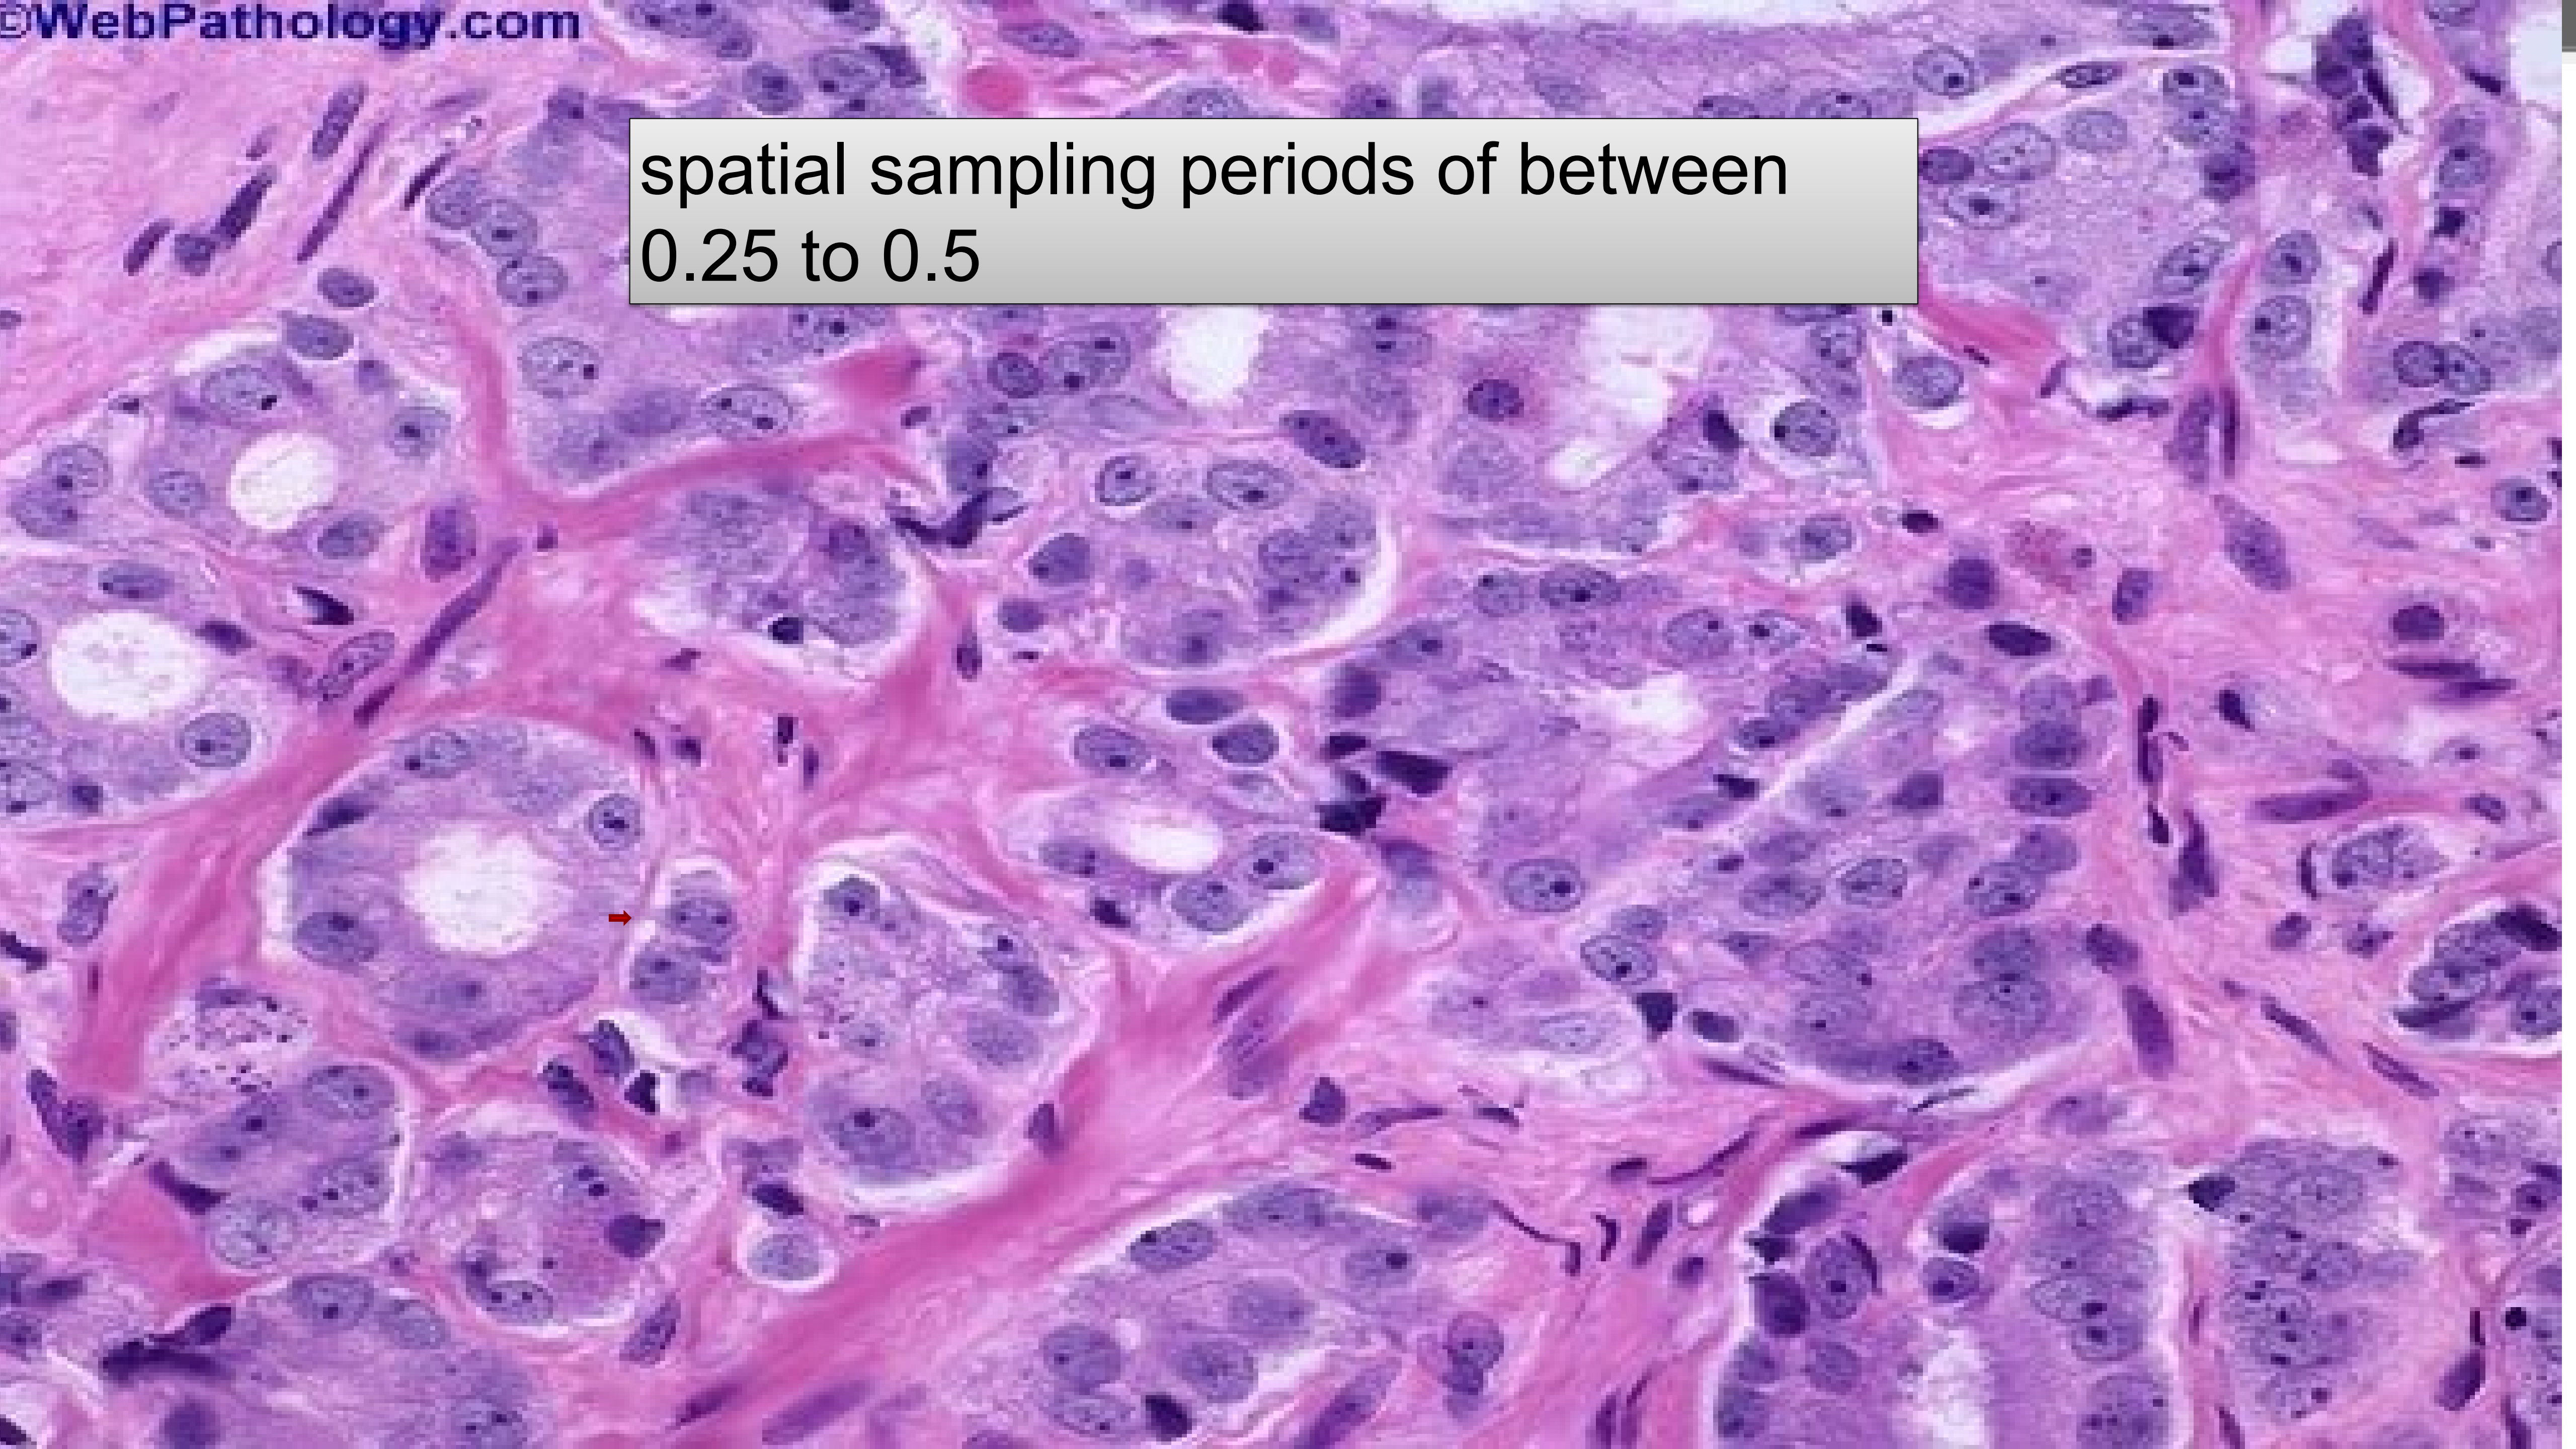 ©WebPathology.com
spatial sampling periods of between
0.25 to 0.5